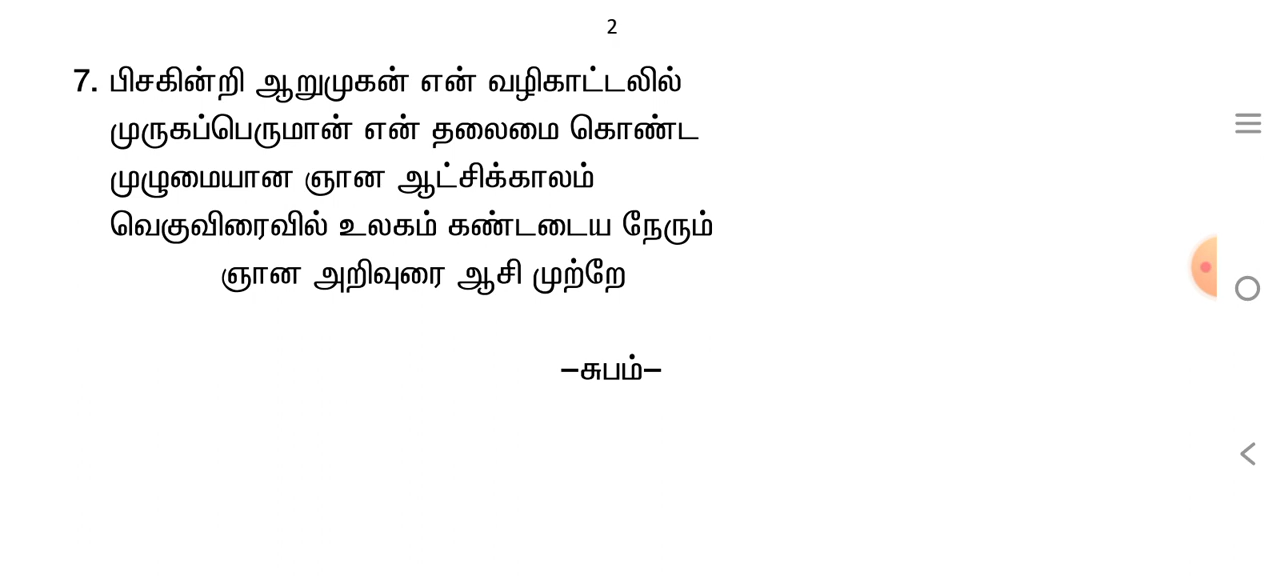 2
7. பிசகின்றி ஆறுமுகன் என் வழிகாட்டலில்
முருகப்பெருமான் என் தலைமை கொண்ட
முழுமையான ஞான ஆட்சிக்காலம்
வெகுவிரைவில் உலகம் கண்டடைய நேரும்
ஞான அறிவுரை ஆசி முற்றே
–சுபம்–